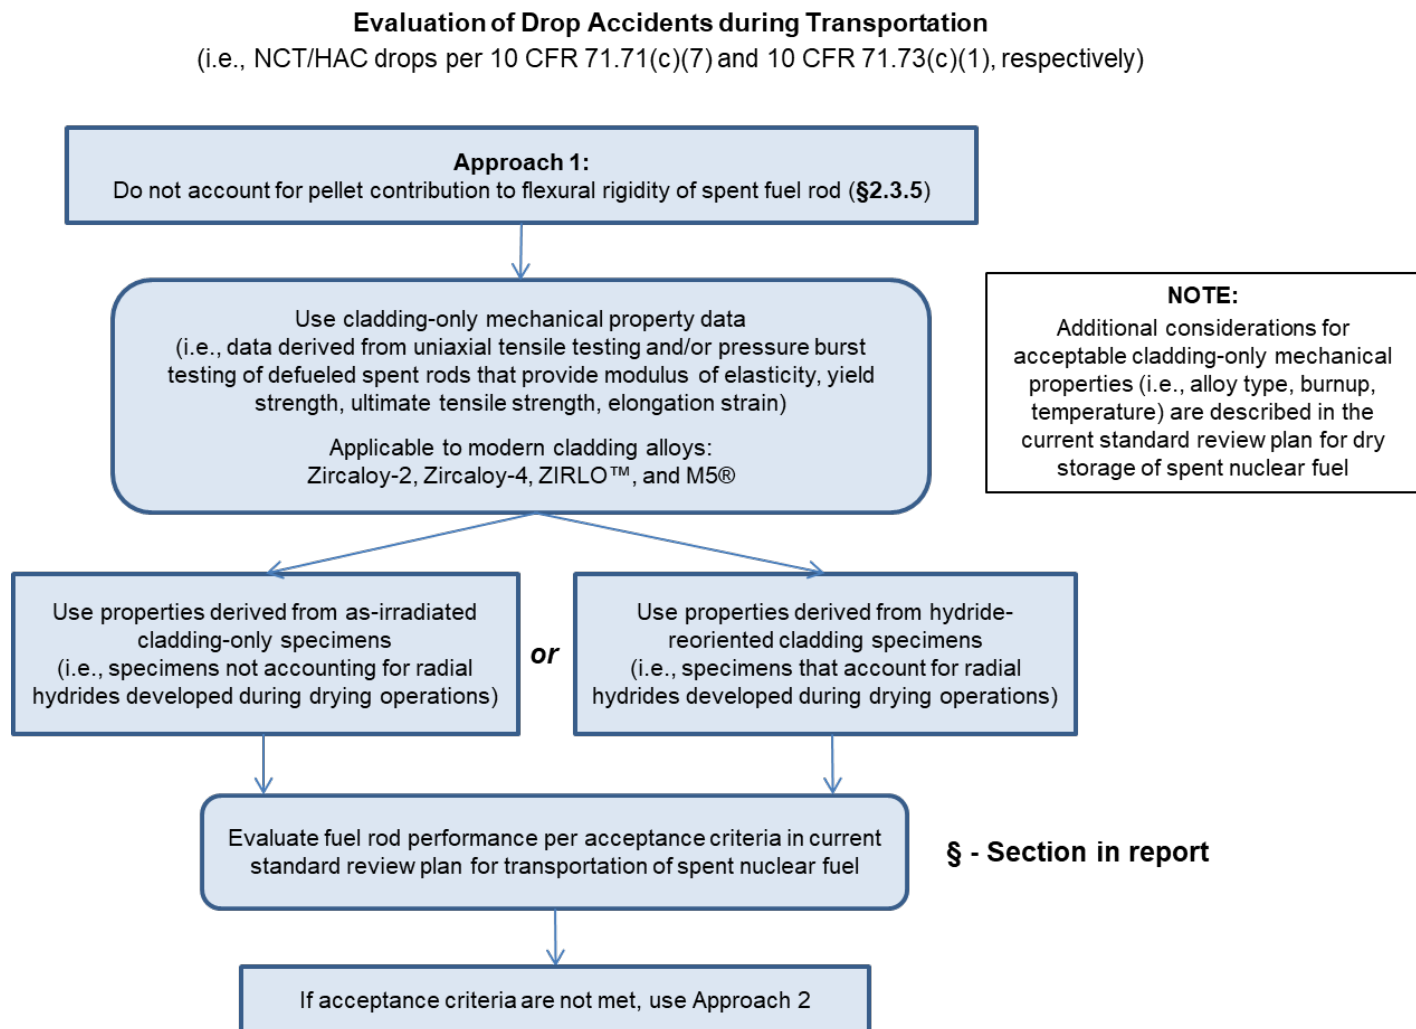 Evaluation of Drop Accidents during Transportation
(i.e., NCT/HAC drops per 10 CFR 71.71(c)(7) and 10 CFR 71.73(c)(1), respectively)
Approach 1:
Do not account for pellet contribution to flexural rigidity of spent fuel rod (§2.3.5)
Use cladding-only mechanical property data
(i.e., data derived from uniaxial tensile testing and/or pressure burst
testing of defueled spent rods that provide modulus of elasticity, yield
strength, ultimate tensile strength, elongation strain)
Applicable to modern cladding alloys:
Zircaloy-2, Zircaloy-4, ZIRLO™, and M5®
NOTE:
Additional considerations for
acceptable cladding-only mechanical
properties (i.e., alloy type, burnup,
temperature) are described in the
current standard review plan for dry
storage of spent nuclear fuel
Use properties derived from as-irradiated
cladding-only specimens
(i.e., specimens not accounting for radial
hydrides developed during drying operations)
or
Use properties derived from hydride-
reoriented cladding specimens
(i.e., specimens that account for radial
hydrides developed during drying operations)
Evaluate fuel rod performance per acceptance criteria in current
standard review plan for transportation of spent nuclear fuel
§ - Section in report
If acceptance criteria are not met, use Approach 2